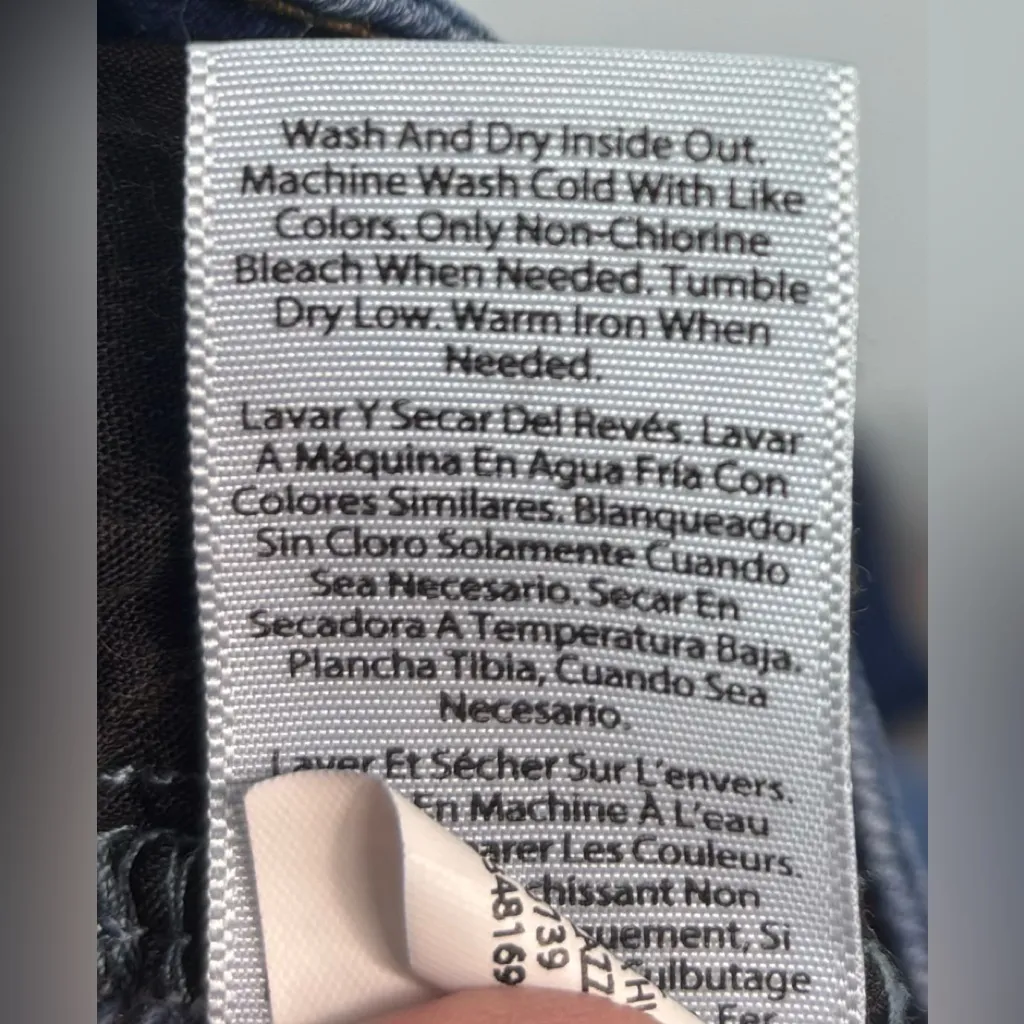 Wash And Dry Inside Out.
Machine Wash Cold With Like
Colors. Only Non-Chlorine
Bleach When Needed. Tumble
Dry Low. Warm Iron When
Needed.
Lavar Y Secar Del Revés. Lavar
A Máquina En Agua Fría Con
Colores Similares. Blanqueador
Sin Cloro Solamente Cuando
Sea Necesario. Secar En
Secadora A Temperatura Baja.
Plancha Tibia, Cuando Sea
Necesario.
Laver Et Sécher Sur L'envers.
En Machine À L'eau
Les Couleurs.
Non
Si
Fer